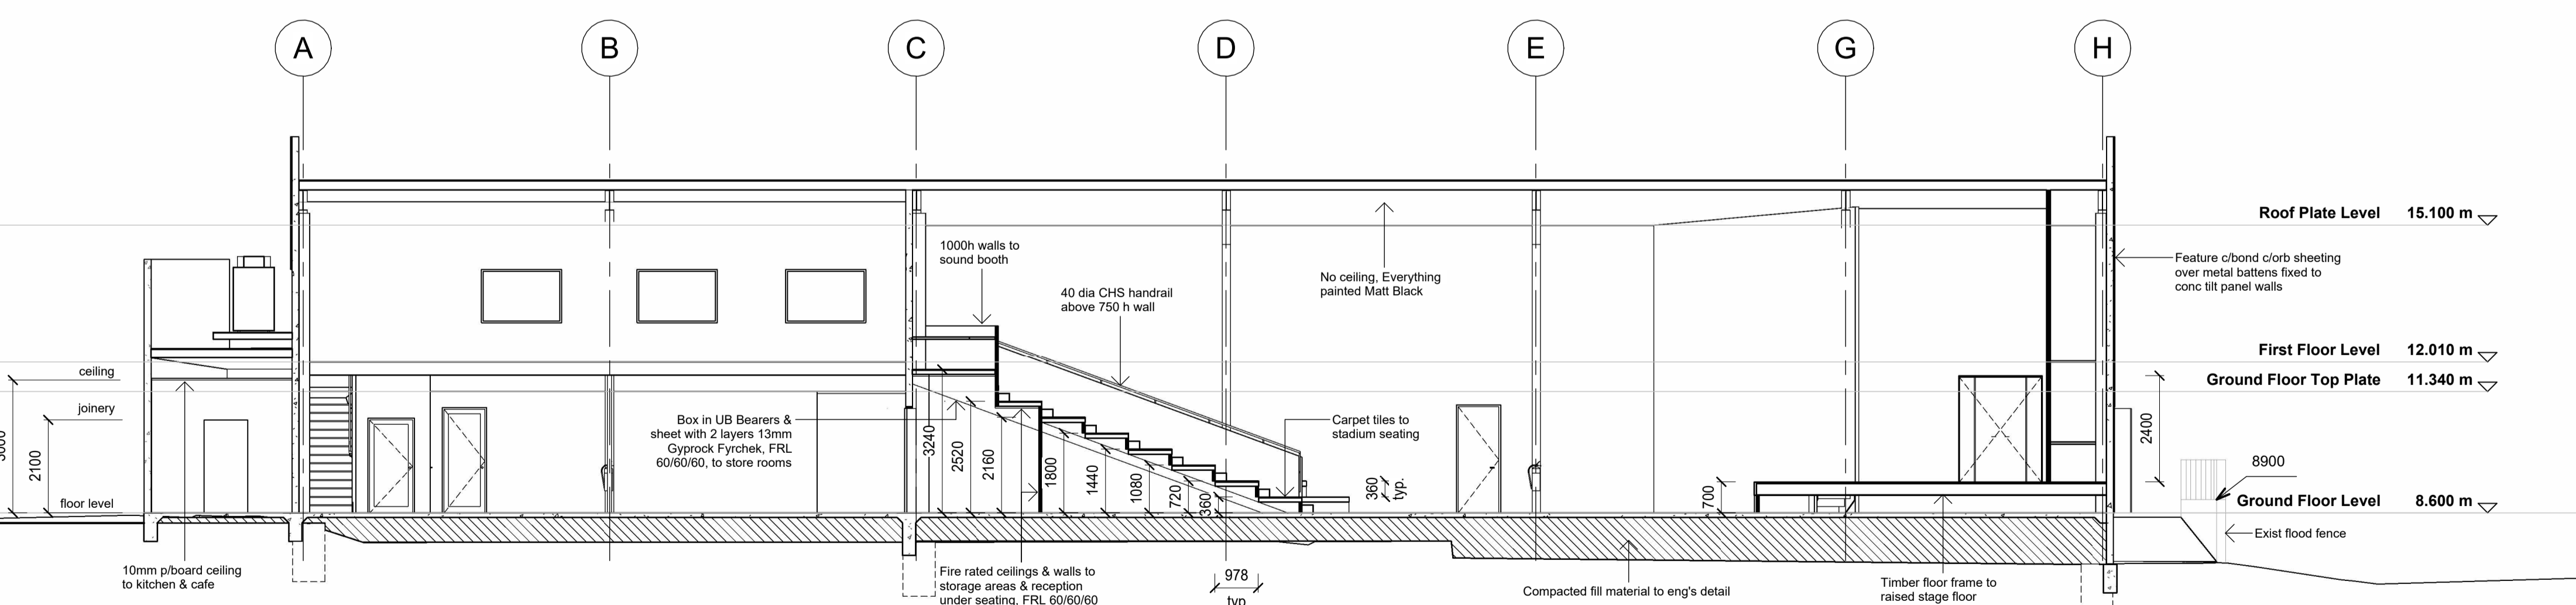 A
B
C
D
E
G
H
Roof Plate Level 15.100 m
1000h walls to
sound booth
Feature c/bond c/orb sheeting
over metal battens fixed to
conc tilt panel walls
No ceiling, Everything
painted Matt Black
40 dia CHS handrail
above 750 h wall
First Floor Level 12.010 m
ceiling
Ground Floor Top Plate 11.340 m
joinery
Box in UB Bearers &
sheet with 2 layers 13mm
Gyprock Fyrchek, FRL
60/60/60, to store rooms
Carpet tiles to
stadium seating
2100
3240
2520
2160
1800
1440
1080
720
360
360
typ.
700
2400
8900
floor level
Ground Floor Level 8.600 m
Exist flood fence
10mm p/board ceiling
to kitchen & cafe
Fire rated ceilings & walls to
storage areas & reception
under seating, FRL 60/60/60
978
typ
Compacted fill material to eng's detail
Timber floor frame to
raised stage floor